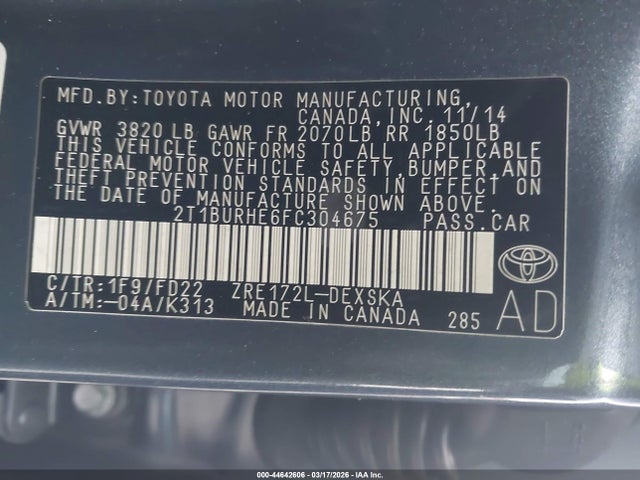 MFD.BY:TOYOTA MOTOR MANUFACTURING,
CANADA,INC. 11/14
GVWR 3820 LB GAWR FR 2070LB RR 1850LB
THIS VEHICLE CONFORMS TO ALL APPLICABLE
FEDERAL MOTOR VEHICLE SAFETY,BUMPER,AND
THEFT PREVENTION STANDARDS IN EFFECT ON
THE DATE OF MANUFACTURE SHOWN ABOVE.
2T1BURHE6FC304675 PASS.CAR
C/TR:1F9/FD22 ZRE172L-DEXSKA
A/TM:-04A/K313 MADE IN CANADA 285
AD
000-44642606 - 03/17/2026 - IAA Inc.